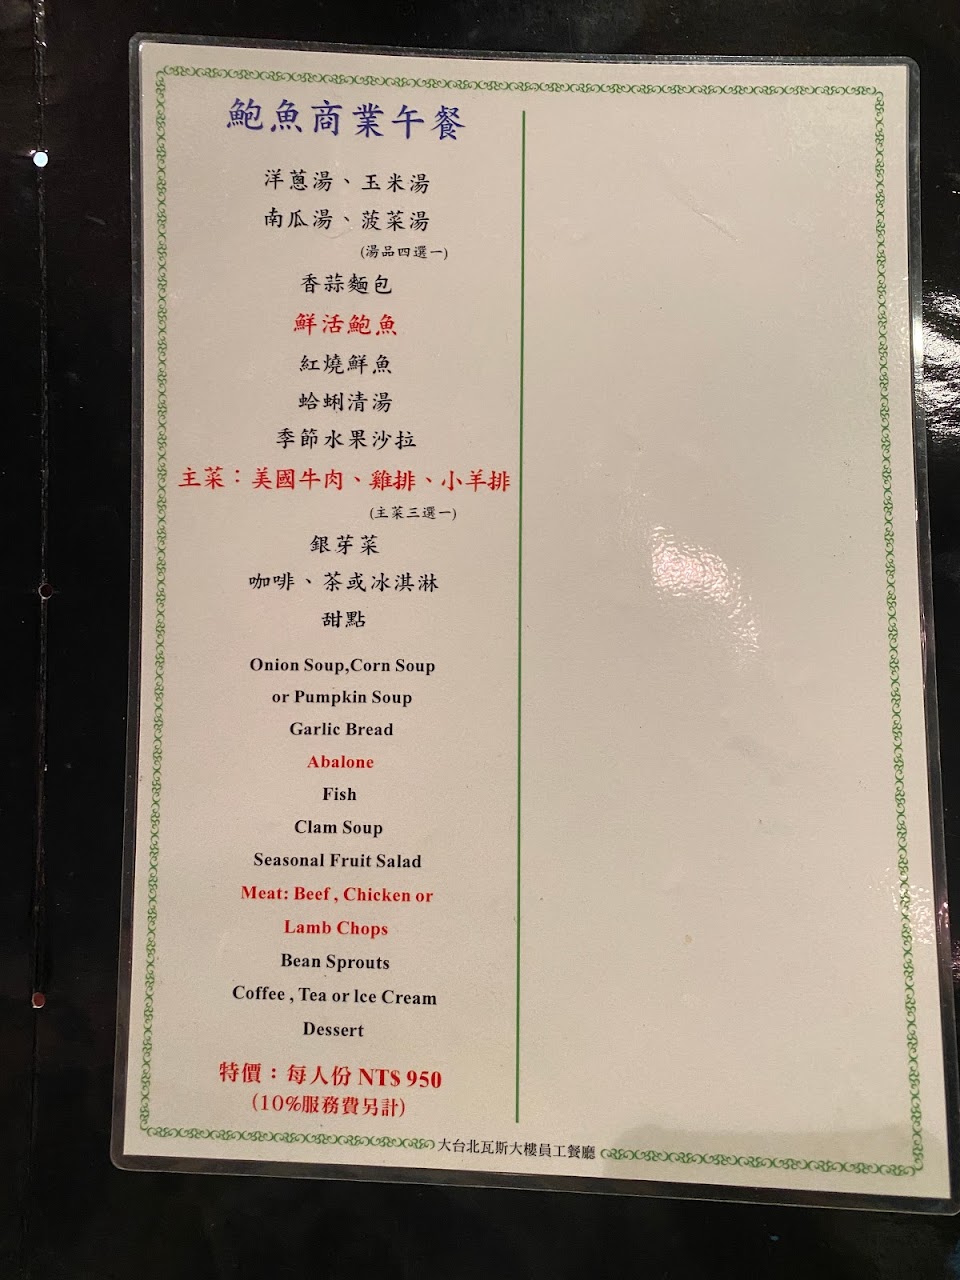 鮑魚商業午餐
洋蔥湯、玉米湯
南瓜湯、菠菜湯
(湯品四選一)
香蒜麵包
鮮活鮑魚
紅燒鮮魚
蛤蜊清湯
季節水果沙拉
主菜：美國牛肉、雞排、小羊排
(主菜三選一)
銀芽菜
咖啡、茶或冰淇淋
甜點
Onion Soup,Corn Soup
or Pumpkin Soup
Garlic Bread
Abalone
Fish
Clam Soup
Seasonal Fruit Salad
Meat: Beef , Chicken or
Lamb Chops
Bean Sprouts
Coffee , Tea or lce Cream
Dessert
特價：每人份 NT$ 950
(10%服務費另計)
大台北瓦斯大樓員工餐廳